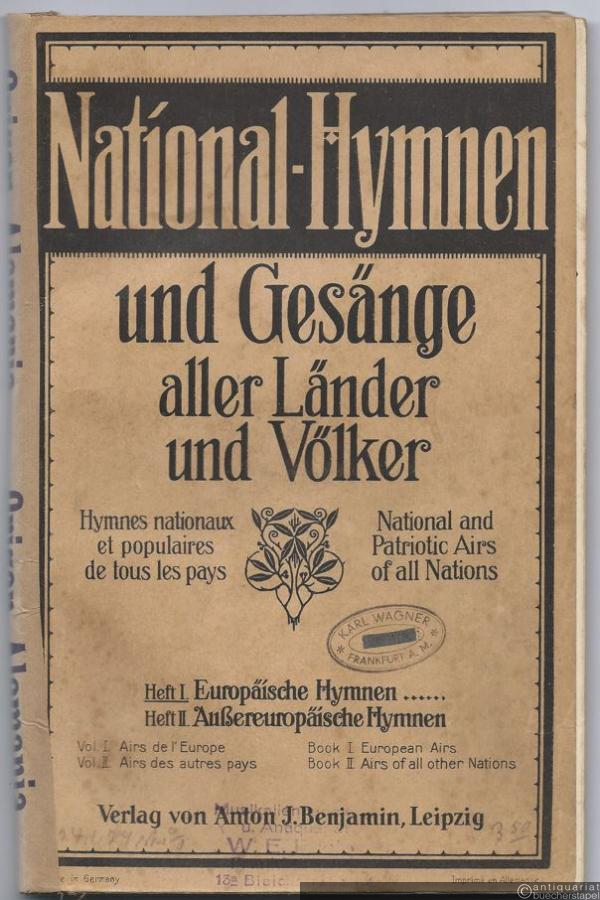 National-Hymnen
und Gesänge
aller Länder
und Völker
Hymnes nationaux
et populaires
de tous les pays
National and
Patriotic Airs
of all Nations
KARL WAGNER
FRANKFURT A. M.
Heft I. Europäische Hymnen ......
Heft II. Außereuropäische Hymnen
Vol. I. Airs de l'Europe
Vol. II. Airs des autres pays
Book I European Airs
Book II Airs of all other Nations
Verlag von Anton J. Benjamin, Leipzig
W. E.
in Germany
Imprimé en
antiquariat
buecherstapel.com